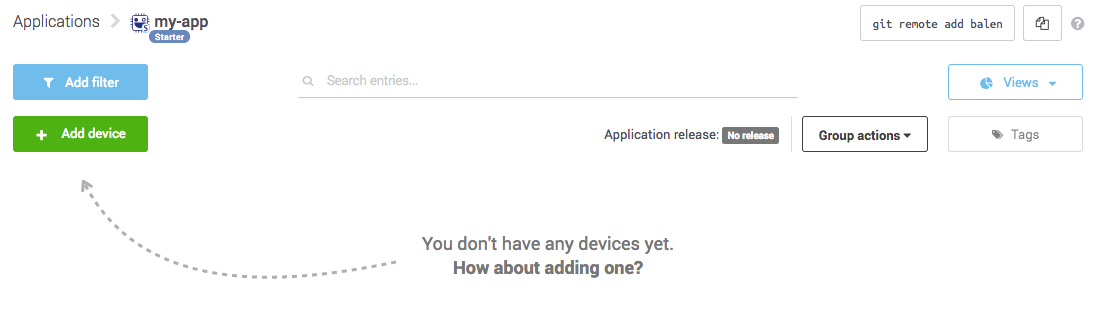 Applications my-app
Starter
git remote add balen
Add filter
Search entries...
Views
Add device
Application release: No release
Group actions
Tags
You don't have any devices yet.
How about adding one?